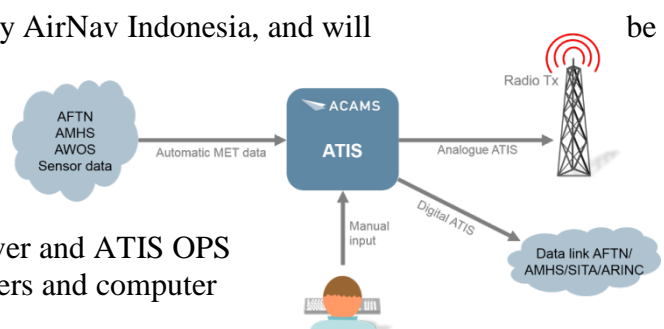 y AirNav Indonesia, and will be
Radio Tx
ACAMS
ATIS
AFTN
AMHS
AWOS
Sensor data
Automatic MET data
Analogue ATIS
Digital ATIS
Manual
input
Data link AFTN/
AMHS/SITA/ARINC
ver and ATIS OPS
ers and computer